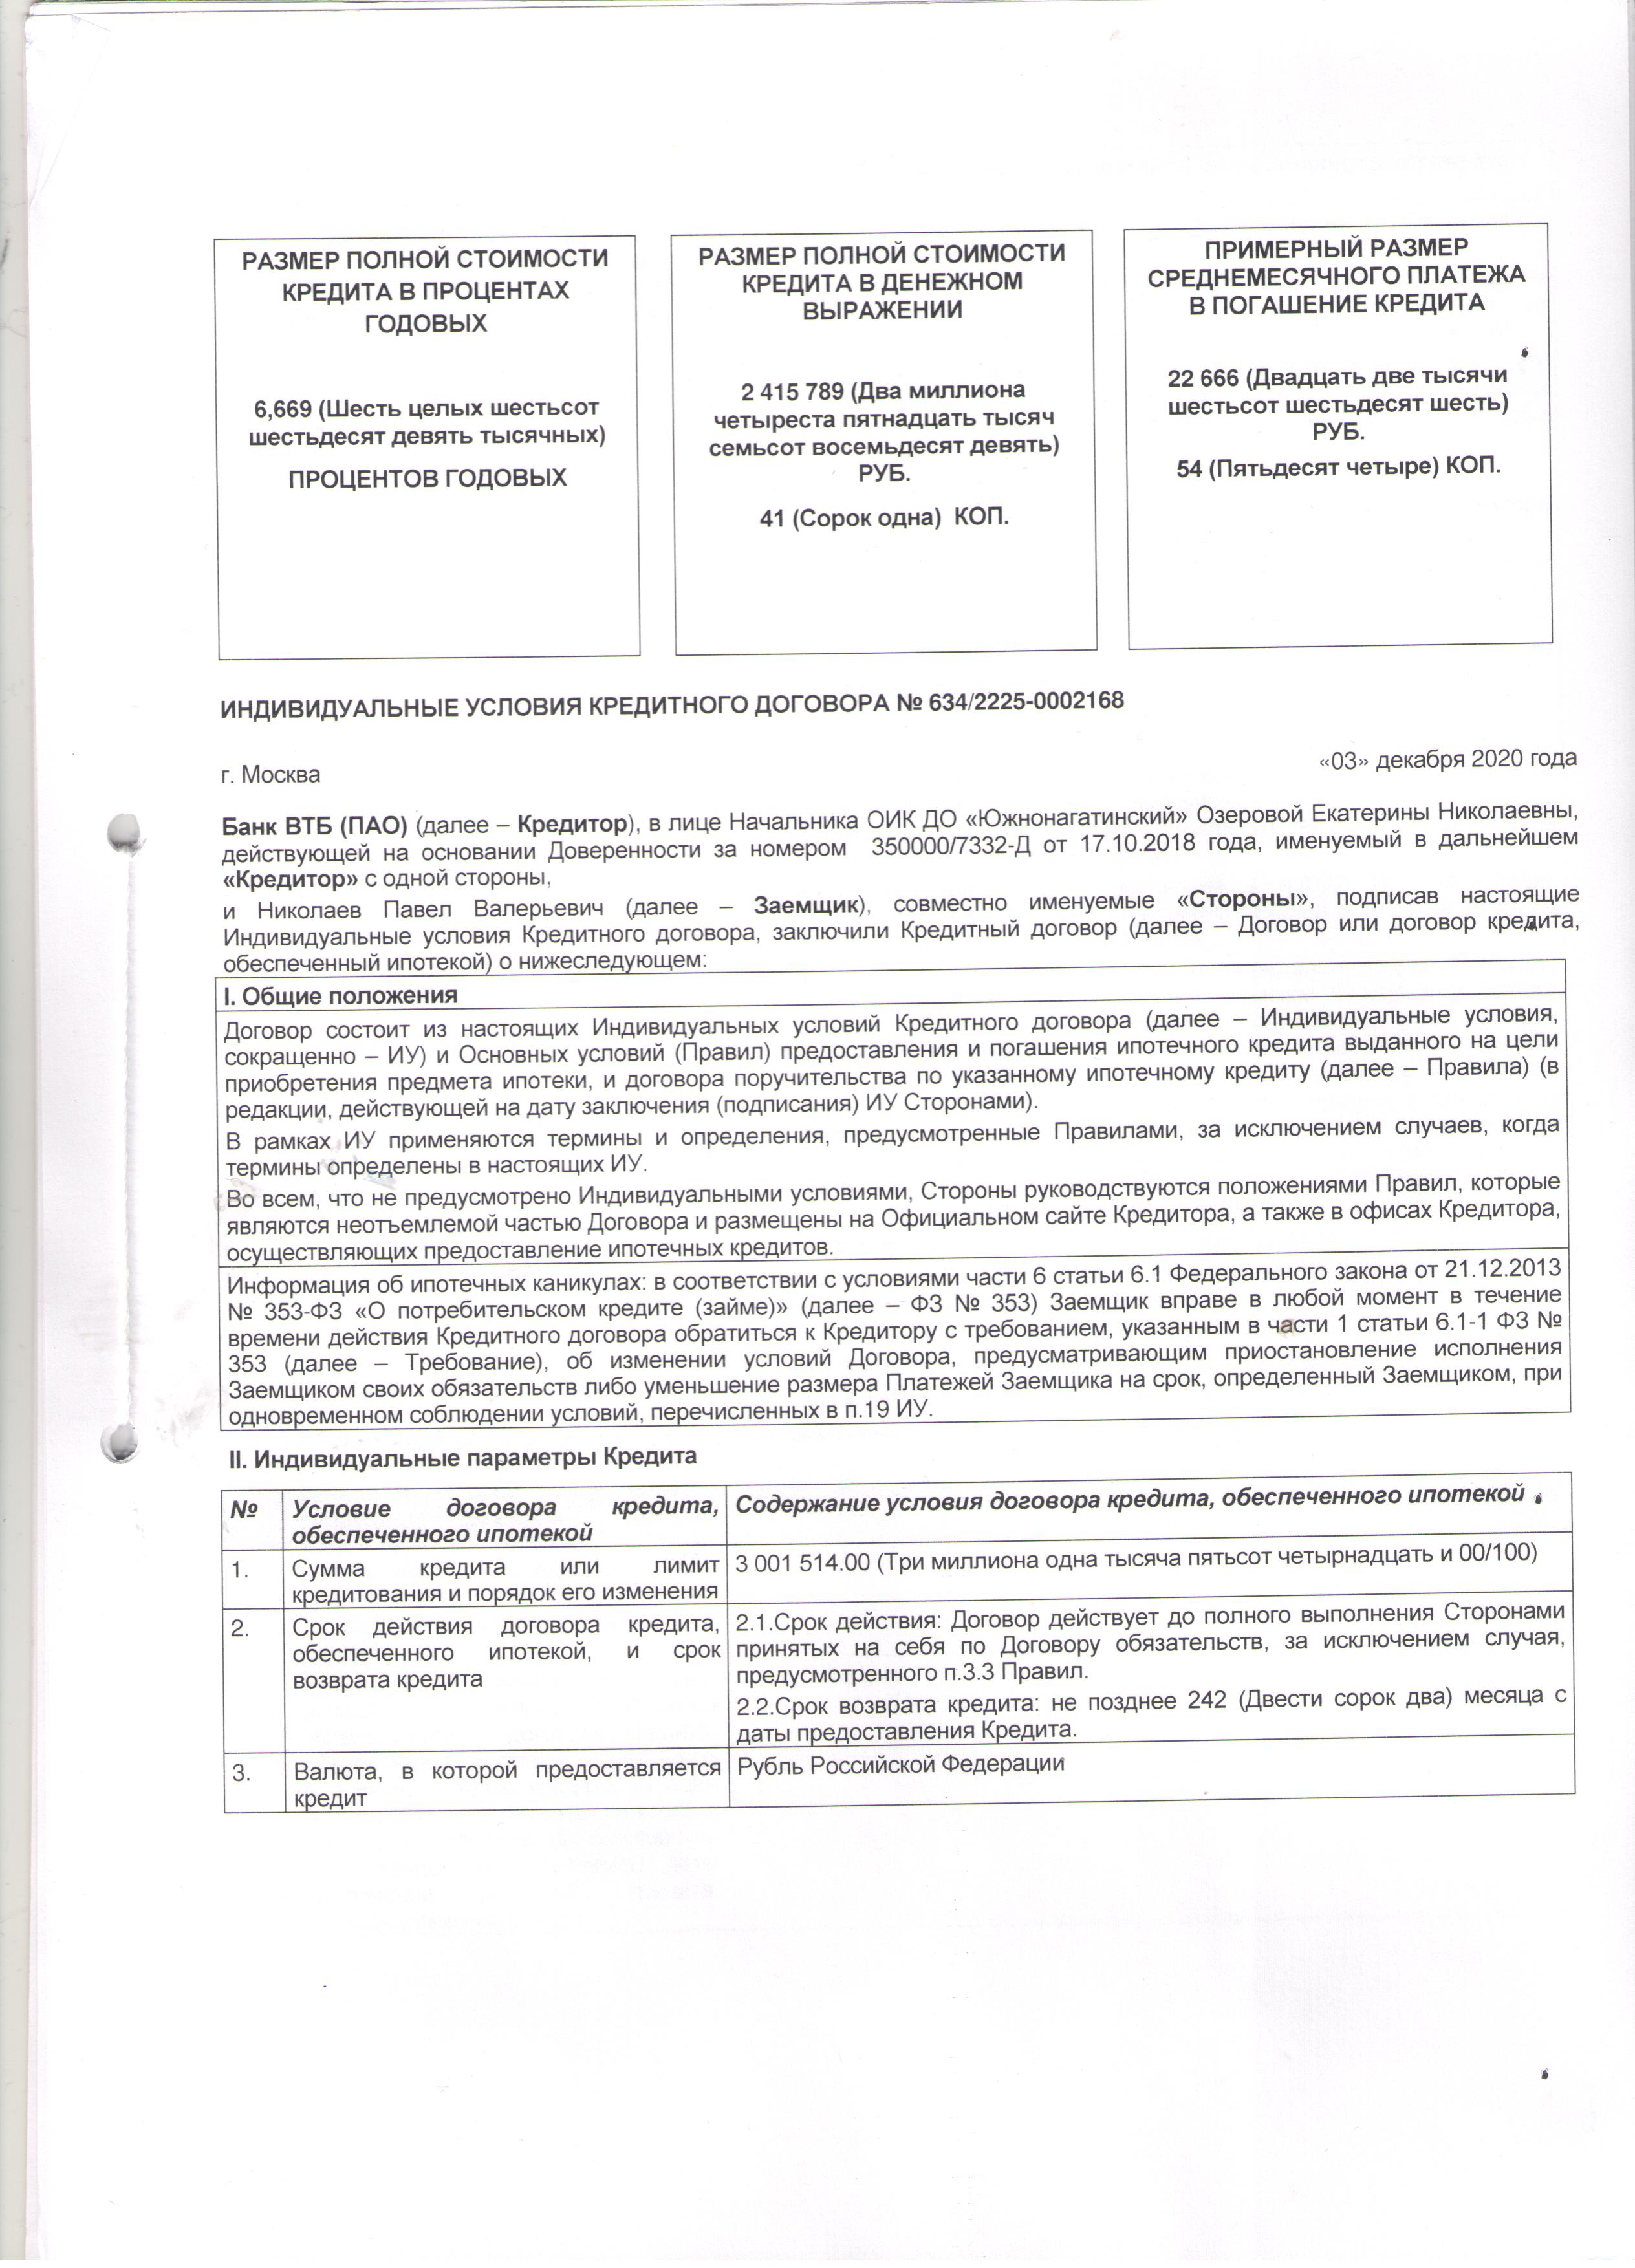 РАЗМЕР ПОЛНОЙ СТОИМОСТИ
КРЕДИТА В ПРОЦЕНТАХ
ГОДОВЫХ
6,669 (Шесть целых шестьсот
шестьдесят девять тысячных)
ПРОЦЕНТОВ ГОДОВЫХ
РАЗМЕР ПОЛНОЙ СТОИМОСТИ
КРЕДИТА В ДЕНЕЖНОМ
ВЫРАЖЕНИИ
2 415 789 (Два миллиона
четыреста пятнадцать тысяч
семьсот восемьдесят девять)
РУБ.
41 (Сорок одна) КОП.
ПРИМЕРНЫЙ РАЗМЕР
СРЕДНЕМЕСЯЧНОГО ПЛАТЕЖА
В ПОГАШЕНИЕ КРЕДИТА
22 666 (Двадцать две тысячи
шестьсот шестьдесят шесть)
РУБ.
54 (Пятьдесят четыре) КОП.
ИНДИВИДУАЛЬНЫЕ УСЛОВИЯ КРЕДИТНОГО ДОГОВОРА № 634/2225-0002168
г. Москва
«03» декабря 2020 года
Банк ВТБ (ПАО) (далее – Кредитор), в лице Начальника ОИК ДО «Южнонагатинский» Озеровой Екатерины Николаевны,
действующей на основании Доверенности за номером 350000/7332-Д от 17.10.2018 года, именуемый в дальнейшем
«Кредитор» с одной стороны,
и Николаев Павел Валерьевич (далее – Заемщик), совместно именуемые «Стороны», подписав настоящие
Индивидуальные условия Кредитного договора, заключили Кредитный договор (далее – Договор или договор кредита,
обеспеченный ипотекой) о нижеследующем:
I. Общие положения
Договор состоит из настоящих Индивидуальных условий Кредитного договора (далее – Индивидуальные условия,
сокращенно – ИУ) и Основных условий (Правил) предоставления и погашения ипотечного кредита выданного на цели
приобретения предмета ипотеки, и договора поручительства по указанному ипотечному кредиту (далее – Правила) (в
редакции, действующей на дату заключения (подписания) ИУ Сторонами).
В рамках ИУ применяются термины и определения, предусмотренные Правилами, за исключением случаев, когда
термины определены в настоящих ИУ.
Во всем, что не предусмотрено Индивидуальными условиями, Стороны руководствуются положениями Правил, которые
являются неотъемлемой частью Договора и размещены на Официальном сайте Кредитора, а также в офисах Кредитора,
осуществляющих предоставление ипотечных кредитов.
Информация об ипотечных каникулах: в соответствии с условиями части 6 статьи 6.1 Федерального закона от 21.12.2013
№ 353-ФЗ «О потребительском кредите (займе)» (далее – ФЗ № 353) Заемщик вправе в любой момент в течение
времени действия Кредитного договора обратиться к Кредитору с требованием, указанным в части 1 статьи 6.1-1 ФЗ №
353 (далее – Требование), об изменении условий Договора, предусматривающим приостановление исполнения
Заемщиком своих обязательств либо уменьшение размера Платежей Заемщика на срок, определенный Заемщиком, при
одновременном соблюдении условий, перечисленных в п.19 ИУ.
II. Индивидуальные параметры Кредита
№
Условие договора кредита,
обеспеченного ипотекой
Содержание условия договора кредита, обеспеченного ипотекой
1.
Сумма кредита или лимит
кредитования и порядок его изменения
3 001 514.00 (Три миллиона одна тысяча пятьсот четырнадцать и 00/100)
2.
Срок действия договора кредита,
обеспеченного ипотекой, и срок
возврата кредита
2.1.Срок действия: Договор действует до полного выполнения Сторонами
принятых на себя по Договору обязательств, за исключением случая,
предусмотренного п.3.3 Правил.
2.2.Срок возврата кредита: не позднее 242 (Двести сорок два) месяца с
даты предоставления Кредита.
3.
Валюта, в которой предоставляется
кредит
Рубль Российской Федерации